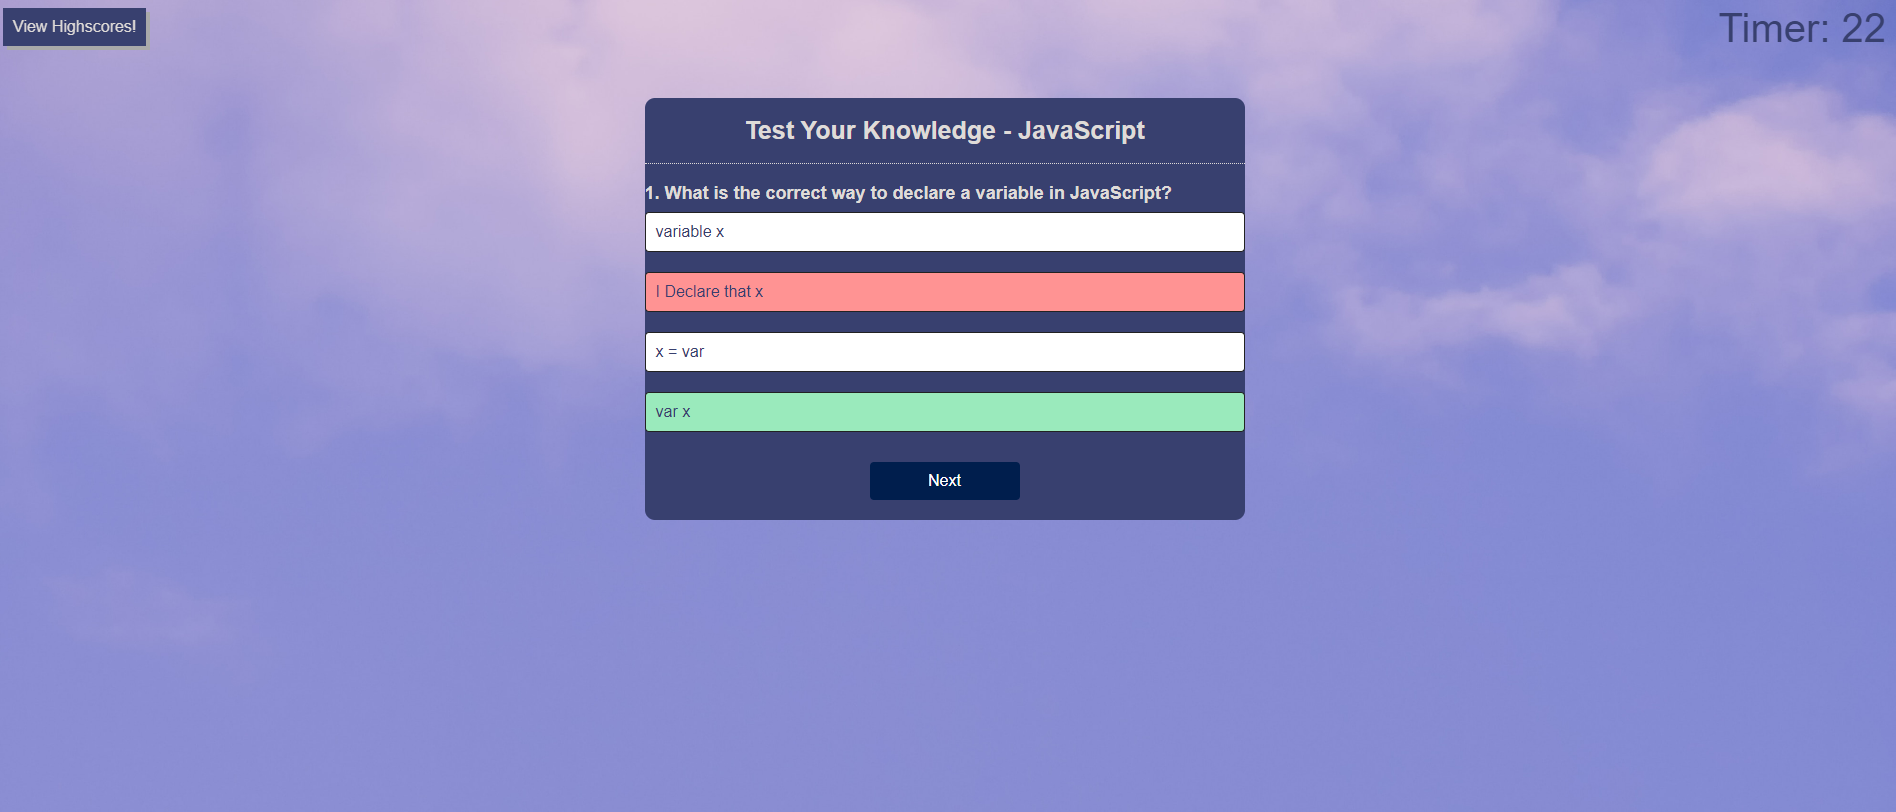 View Highscores!
Timer: 22
Test Your Knowledge - JavaScript
1. What is the correct way to declare a variable in JavaScript?
variable x
I Declare that x
x = var
var x
Next